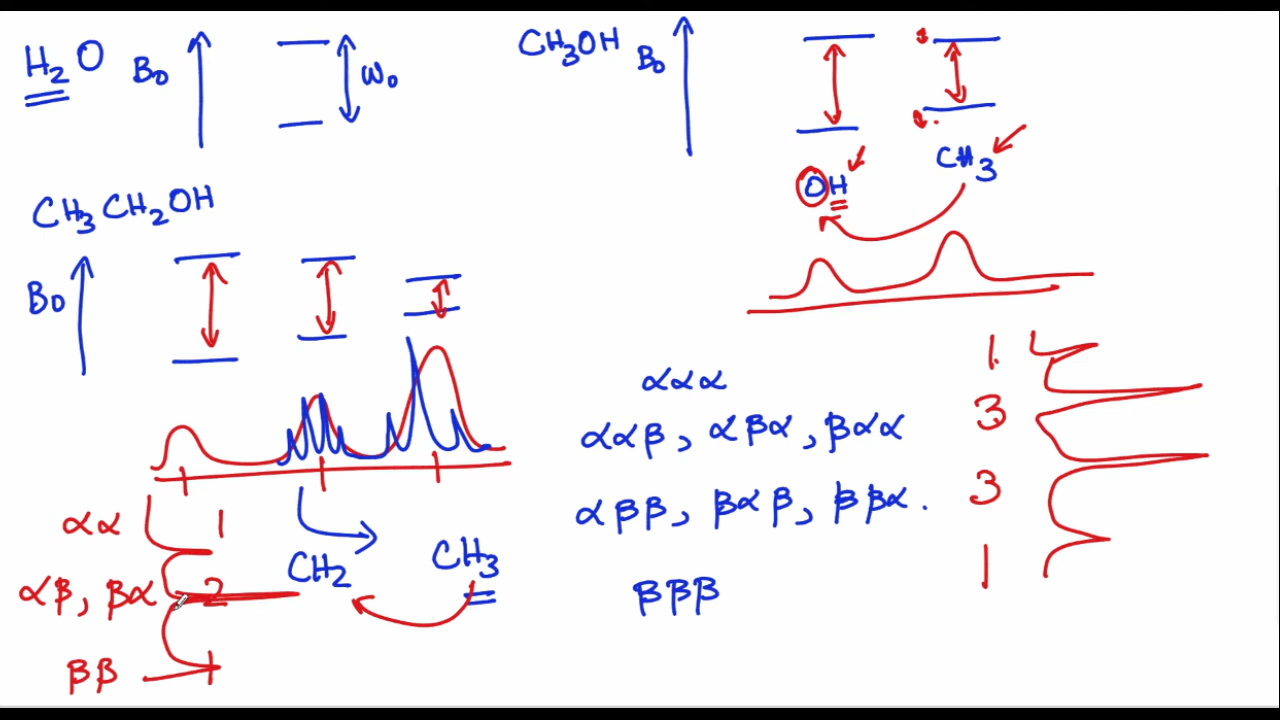 H₂O B₀ ω₀
CH₃OH B₀
OH CH₃
CH₃CH₂OH
B₀
CH₂ CH₃
αα 1
αβ, βα 2
ββ 1
ααα 1.
ααβ, αβα, βαα 3
αββ, βαβ, ββα. 3
βββ 1